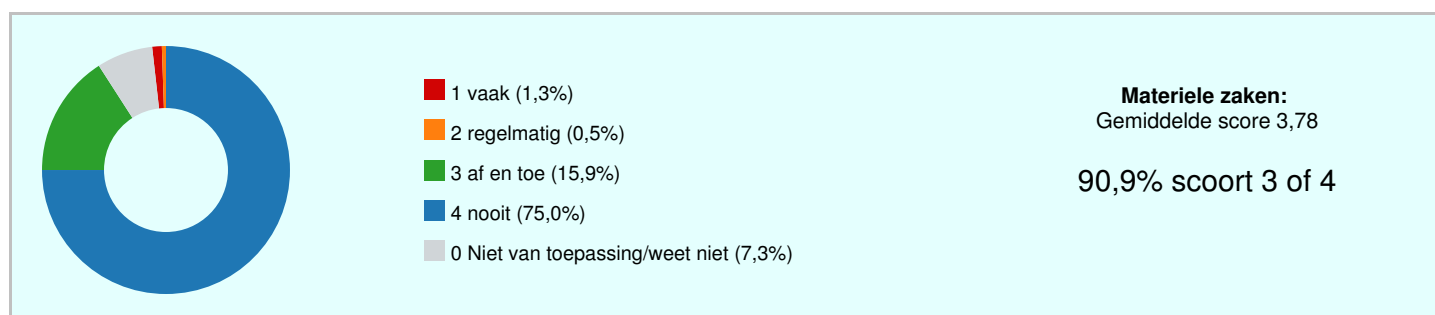 1 vaak (1,3%)
2 regelmatig (0,5%)
3 af en toe (15,9%)
4 nooit (75,0%)
0 Niet van toepassing/weet niet (7,3%)
Materiele zaken:
Gemiddelde score 3,78
90,9% scoort 3 of 4